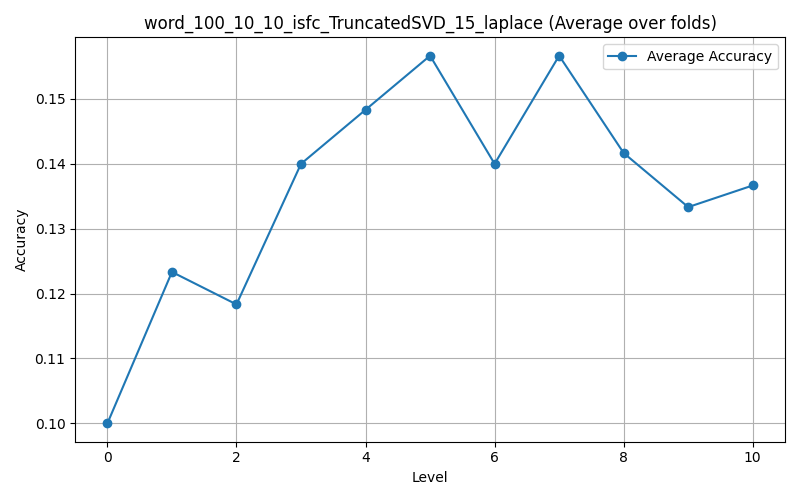 word_100_10_10_isfc_TruncatedSVD_15_laplace (Average over folds)
Average Accuracy
0.15
0.14
0.13
0.12
0.11
0.10
Accuracy
0 2 4 6 8 10
Level